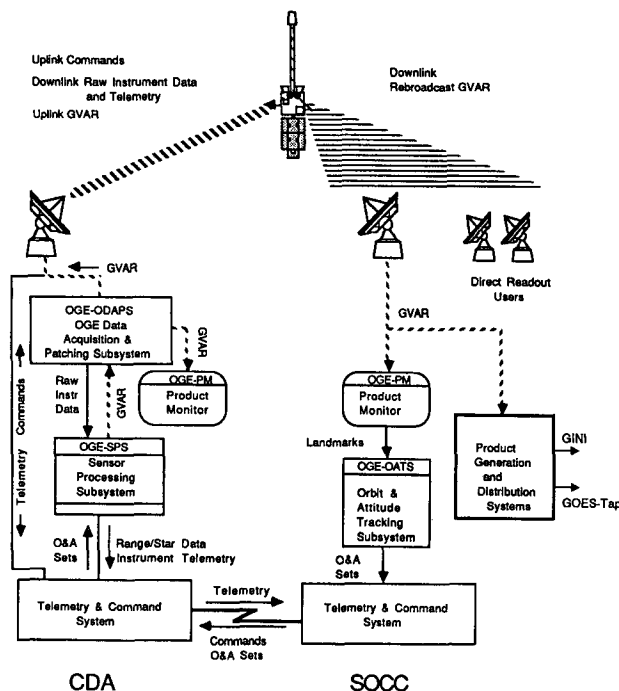 Uplink Commands
Downlink Raw Instrument Data
and Telemetry
Uplink GVAR
Downlink
Rebroadcast GVAR
GVAR
Direct Readout
Users
OGE-ODAPS
OGE Data
Acquisition &
Patching Subsystem
GVAR
GVAR
Commands
Telemetry
Raw
Instr
Data
GVAR
OGE-PM
Product
Monitor
OGE-PM
Product
Monitor
OGE-SPS
Sensor
Processing
Subsystem
Landmarks
OGE-OATS
Orbit &
Attitude
Tracking
Subsystem
Product
Generation
and
Distribution
Systems
GINI
GOES-Tap
O&A
Sets
Range/Star Data
Instrument Telemetry
O&A
Sets
Telemetry & Command
System
Telemetry
Commands
O&A Sets
Telemetry & Command
System
CDA
SOCC